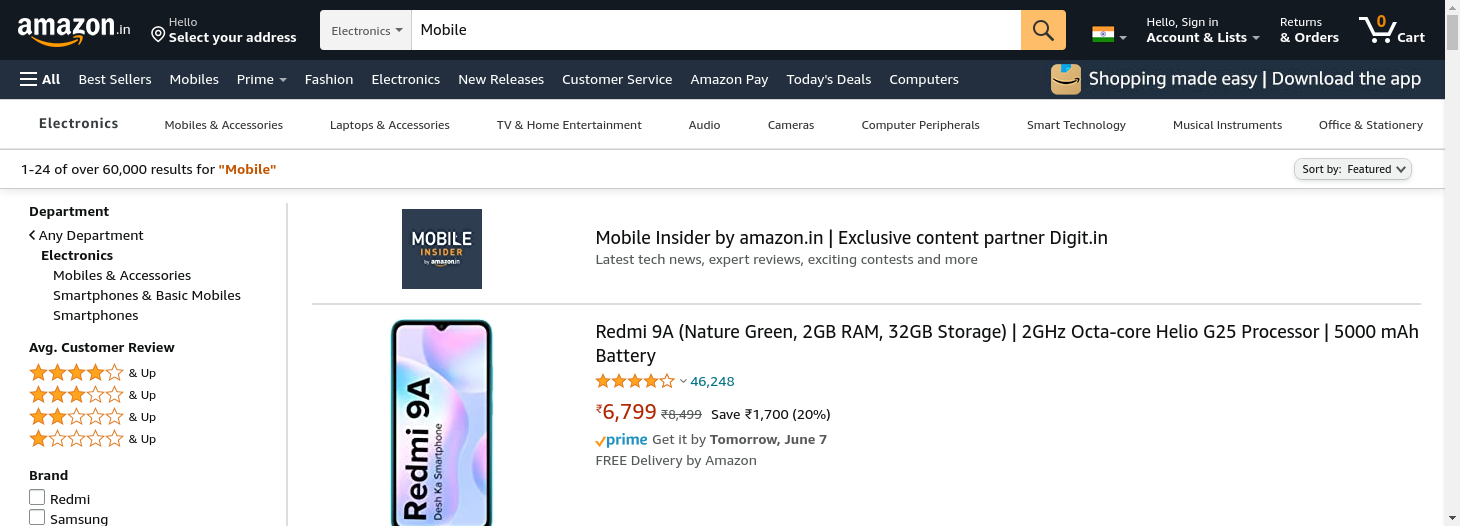 amazon.in
Hello
Select your address
Electronics
Mobile
Hello, Sign in
Account & Lists
Returns
& Orders
0
Cart
All
Best Sellers
Mobiles
Prime
Fashion
Electronics
New Releases
Customer Service
Amazon Pay
Today's Deals
Computers
Shopping made easy | Download the app
Electronics
Mobiles & Accessories
Laptops & Accessories
TV & Home Entertainment
Audio
Cameras
Computer Peripherals
Smart Technology
Musical Instruments
Office & Stationery
1-24 of over 60,000 results for "Mobile"
Sort by: Featured
Department
Any Department
Electronics
Mobiles & Accessories
Smartphones & Basic Mobiles
Smartphones
Avg. Customer Review
& Up
& Up
& Up
& Up
Brand
Redmi
Samsung
MOBILE
INSIDER
by amazon.in
Mobile Insider by amazon.in | Exclusive content partner Digit.in
Latest tech news, expert reviews, exciting contests and more
Redmi 9A
Desh Ka Smartphone
Redmi 9A (Nature Green, 2GB RAM, 32GB Storage) | 2GHz Octa-core Helio G25 Processor | 5000 mAh
Battery
46,248
₹6,799 ₹8,499 Save ₹1,700 (20%)
prime Get it by Tomorrow, June 7
FREE Delivery by Amazon